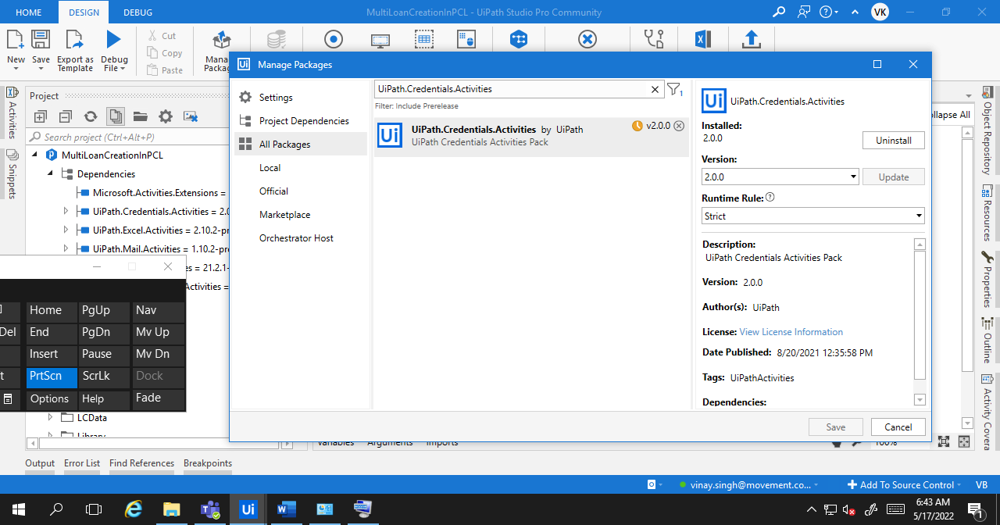 HOME DESIGN DEBUG
MultiLoanCreationInPCL - UiPath Studio Pro Community
VK
New
Save
Export as Template
Debug File
Cut
Copy
Paste
Manage Packages
Ui Manage Packages
Settings
Project Dependencies
All Packages
Local
Official
Marketplace
Orchestrator Host
UiPath.Credentials.Activities
1
Filter: Include Prerelease
Ui
UiPath.Credentials.Activities by UiPath
v2.0.0
UiPath Credentials Activities Pack
Ui UiPath.Credentials.Activities
Installed:
2.0.0
Uninstall
Version:
2.0.0
Update
Runtime Rule:
Strict
Description:
UiPath Credentials Activities Pack
Version: 2.0.0
Author(s): UiPath
License: View License Information
Date Published: 8/20/2021 12:35:58 PM
Tags: UiPathActivities
Dependencies:
Save
Cancel
Activities
Snippets
Project
Search project (Ctrl+Alt+P)
MultiLoanCreationInPCL
Dependencies
Microsoft.Activities.Extensions =
UiPath.Credentials.Activities = 2.0
UiPath.Excel.Activities = 2.10.2-pr
UiPath.Mail.Activities = 1.10.2-pre
es = 21.2.1-
Activities =
LCData
Library
Home PgUp Nav
Del End PgDn Mv Up
Insert Pause Mv Dn
t PrtScn ScrLk Dock
Options Help Fade
ollapse All
Object Repository
Resources
Properties
Outline
Activity Covera
Variables Arguments Imports
100%
Output Error List Find References Breakpoints
vinay.singh@movement.co...
Add To Source Control
VB
Ui
6:43 AM
5/17/2022
1